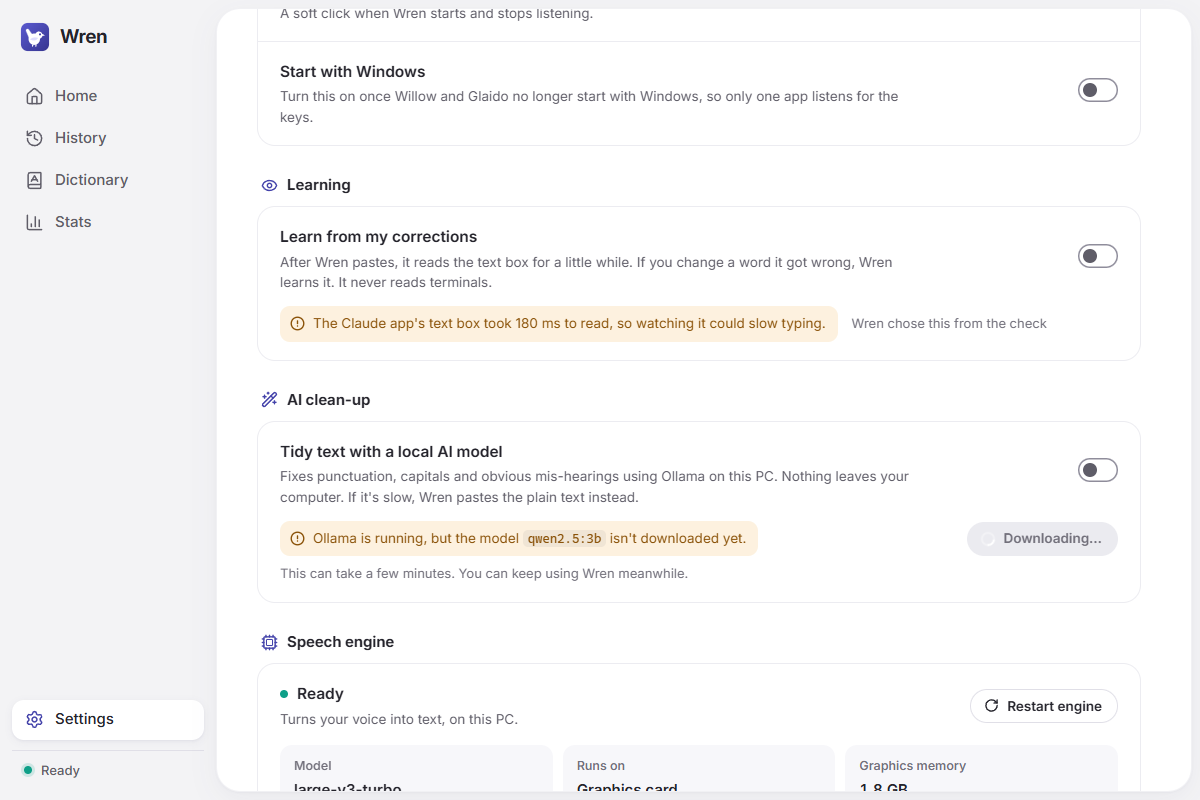 Wren
Home
History
Dictionary
Stats
Settings
Ready
A soft click when Wren starts and stops listening.
Start with Windows
Turn this on once Willow and Glaido no longer start with Windows, so only one app listens for the
keys.
Learning
Learn from my corrections
After Wren pastes, it reads the text box for a little while. If you change a word it got wrong, Wren
learns it. It never reads terminals.
The Claude app's text box took 180 ms to read, so watching it could slow typing.
Wren chose this from the check
AI clean-up
Tidy text with a local AI model
Fixes punctuation, capitals and obvious mis-hearings using Ollama on this PC. Nothing leaves your
computer. If it's slow, Wren pastes the plain text instead.
Ollama is running, but the model qwen2.5:3b isn't downloaded yet.
Downloading...
This can take a few minutes. You can keep using Wren meanwhile.
Speech engine
Ready
Turns your voice into text, on this PC.
Restart engine
Model
large-v3-turbo
Runs on
Graphics card
Graphics memory
1.8 GB